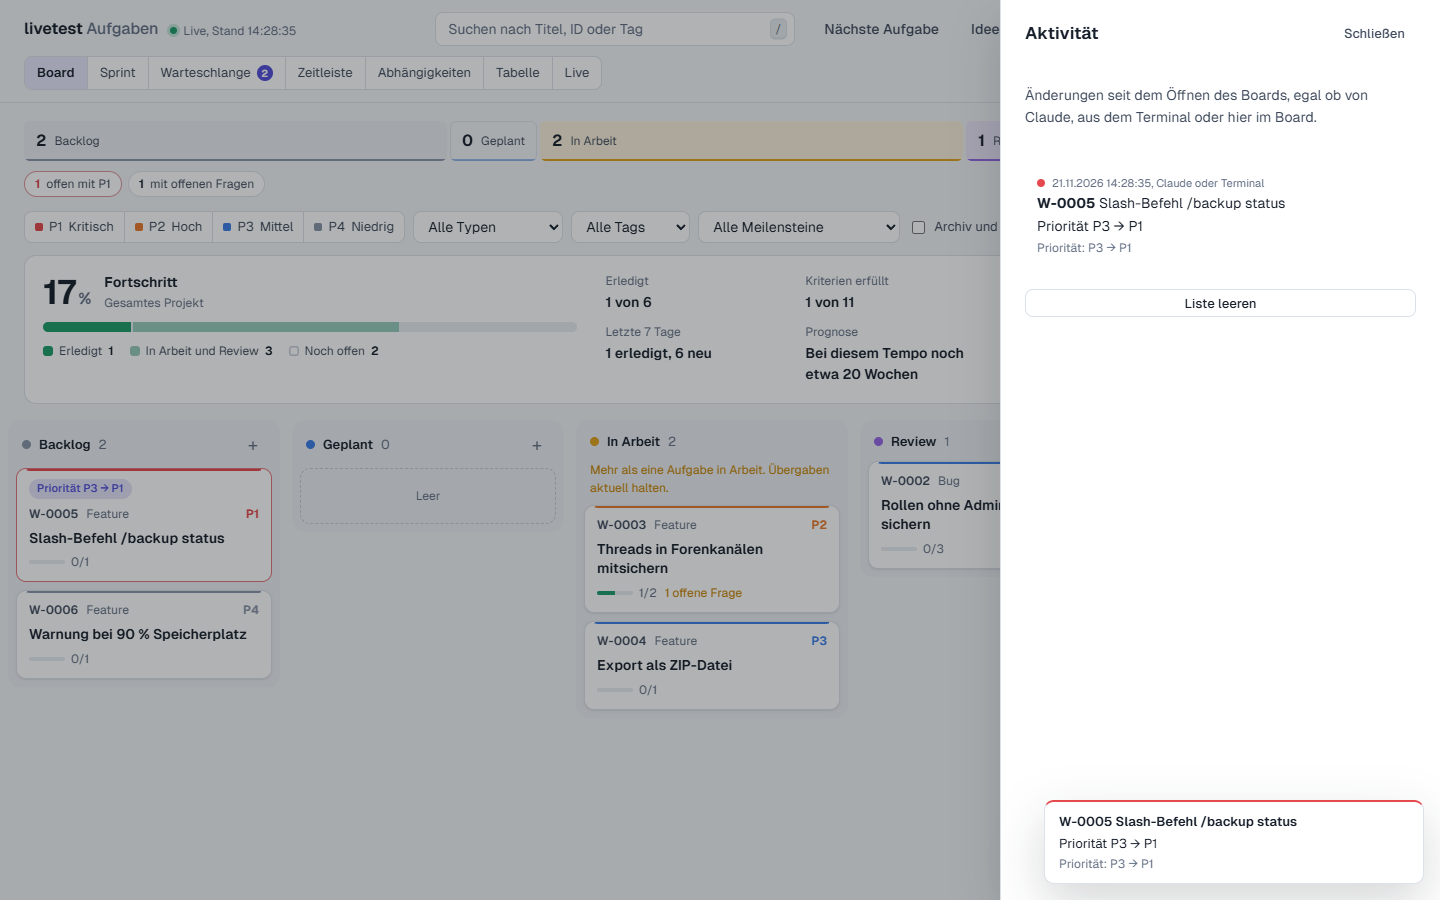 livetest Aufgaben
Live, Stand 14:28:35
Suchen nach Titel, ID oder Tag
/
Nächste Aufgabe
Idee
Board
Sprint
Warteschlange 2
Zeitleiste
Abhängigkeiten
Tabelle
Live
2 Backlog
0 Geplant
2 In Arbeit
1 R
1 offen mit P1
1 mit offenen Fragen
P1 Kritisch
P2 Hoch
P3 Mittel
P4 Niedrig
Alle Typen
Alle Tags
Alle Meilensteine
Archiv und
17 %
Fortschritt
Gesamtes Projekt
Erledigt 1
In Arbeit und Review 3
Noch offen 2
Erledigt
1 von 6
Kriterien erfüllt
1 von 11
Letzte 7 Tage
1 erledigt, 6 neu
Prognose
Bei diesem Tempo noch
etwa 20 Wochen
Backlog 2
+
Priorität P3 → P1
W-0005 Feature P1
Slash-Befehl /backup status
0/1
W-0006 Feature P4
Warnung bei 90 % Speicherplatz
0/1
Geplant 0
+
Leer
In Arbeit 2
Mehr als eine Aufgabe in Arbeit. Übergaben
aktuell halten.
W-0003 Feature P2
Threads in Forenkanälen
mitsichern
1/2 1 offene Frage
W-0004 Feature P3
Export als ZIP-Datei
0/1
Review 1
W-0002 Bug
Rollen ohne Admi
sichern
0/3
Aktivität
Schließen
Änderungen seit dem Öffnen des Boards, egal ob von
Claude, aus dem Terminal oder hier im Board.
21.11.2026 14:28:35, Claude oder Terminal
W-0005 Slash-Befehl /backup status
Priorität P3 → P1
Priorität: P3 → P1
Liste leeren
W-0005 Slash-Befehl /backup status
Priorität P3 → P1
Priorität: P3 → P1